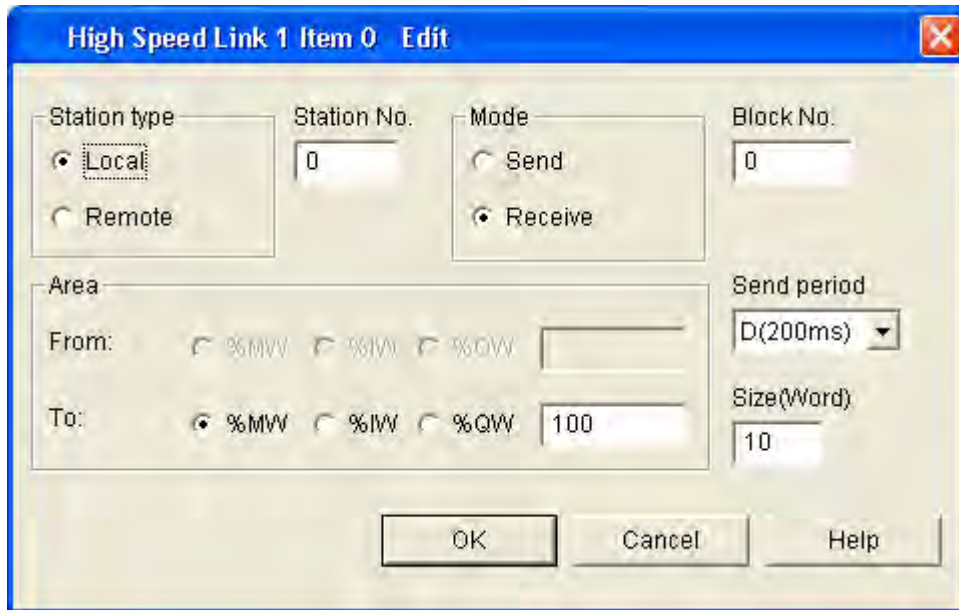 High Speed Link 1 Item 0 Edit
Station type
Local
Remote
Station No.
0
Mode
Send
Receive
Block No.
0
Area
From: %MW %IW %QW
To: %MW %IW %QW 100
Send period
D(200ms)
Size(Word)
10
OK Cancel Help